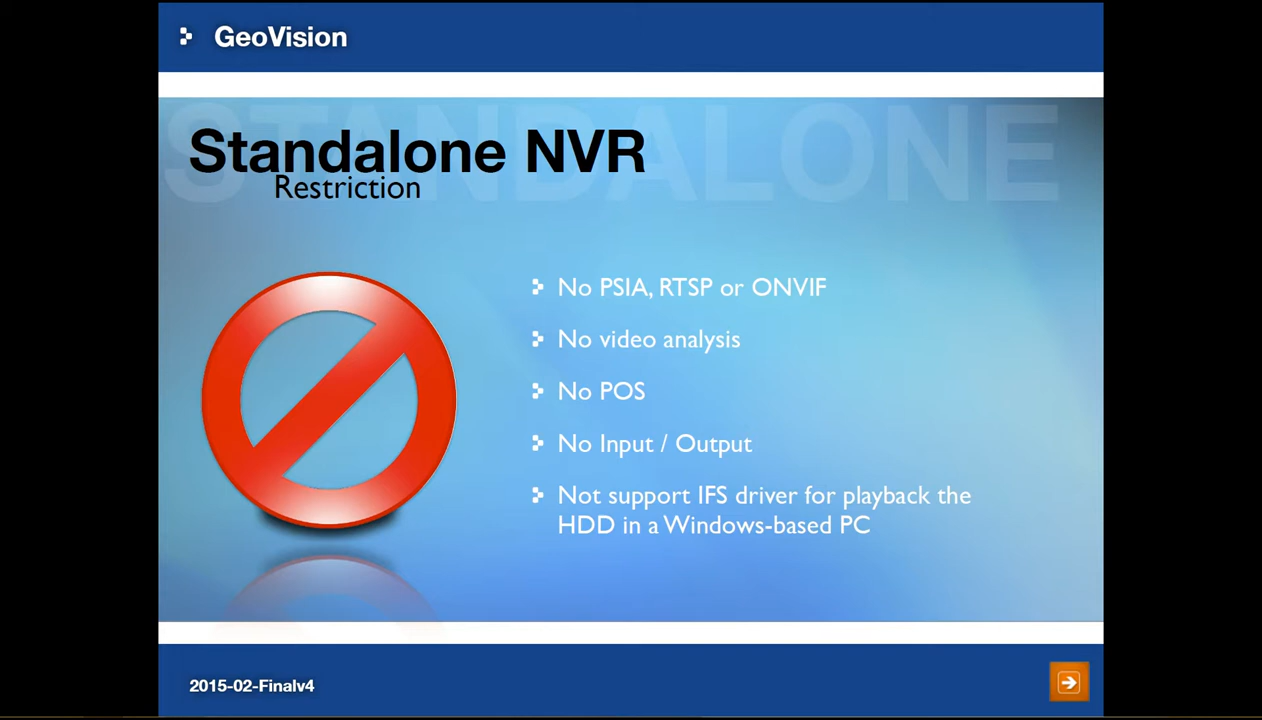 GeoVision
STANDALONE
Standalone NVR
Restriction
No PSIA, RTSP or ONVIF
No video analysis
No POS
No Input / Output
Not support IFS driver for playback the
HDD in a Windows-based PC
2015-02-Finalv4